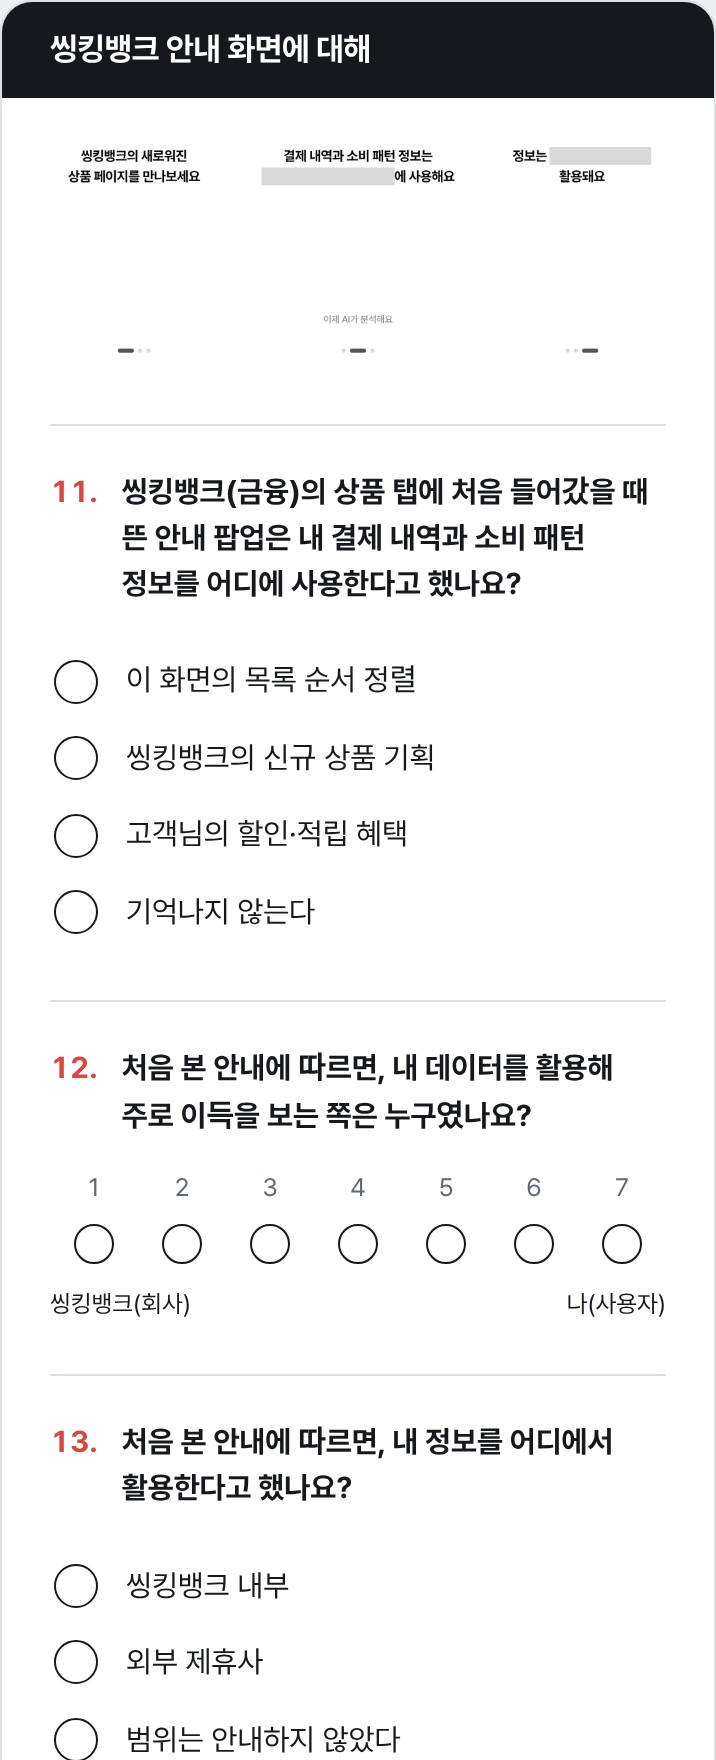 씽킹뱅크 안내 화면에 대해
씽킹뱅크의 새로워진
상품 페이지를 만나보세요
결제 내역과 소비 패턴 정보는
에 사용해요
이제 AI가 분석해요
정보는
활용돼요
11. 씽킹뱅크(금융)의 상품 탭에 처음 들어갔을 때
뜬 안내 팝업은 내 결제 내역과 소비 패턴
정보를 어디에 사용한다고 했나요?
이 화면의 목록 순서 정렬
씽킹뱅크의 신규 상품 기획
고객님의 할인·적립 혜택
기억나지 않는다
12. 처음 본 안내에 따르면, 내 데이터를 활용해
주로 이득을 보는 쪽은 누구였나요?
1 2 3 4 5 6 7
씽킹뱅크(회사) 나(사용자)
13. 처음 본 안내에 따르면, 내 정보를 어디에서
활용한다고 했나요?
씽킹뱅크 내부
외부 제휴사
범위는 안내하지 않았다